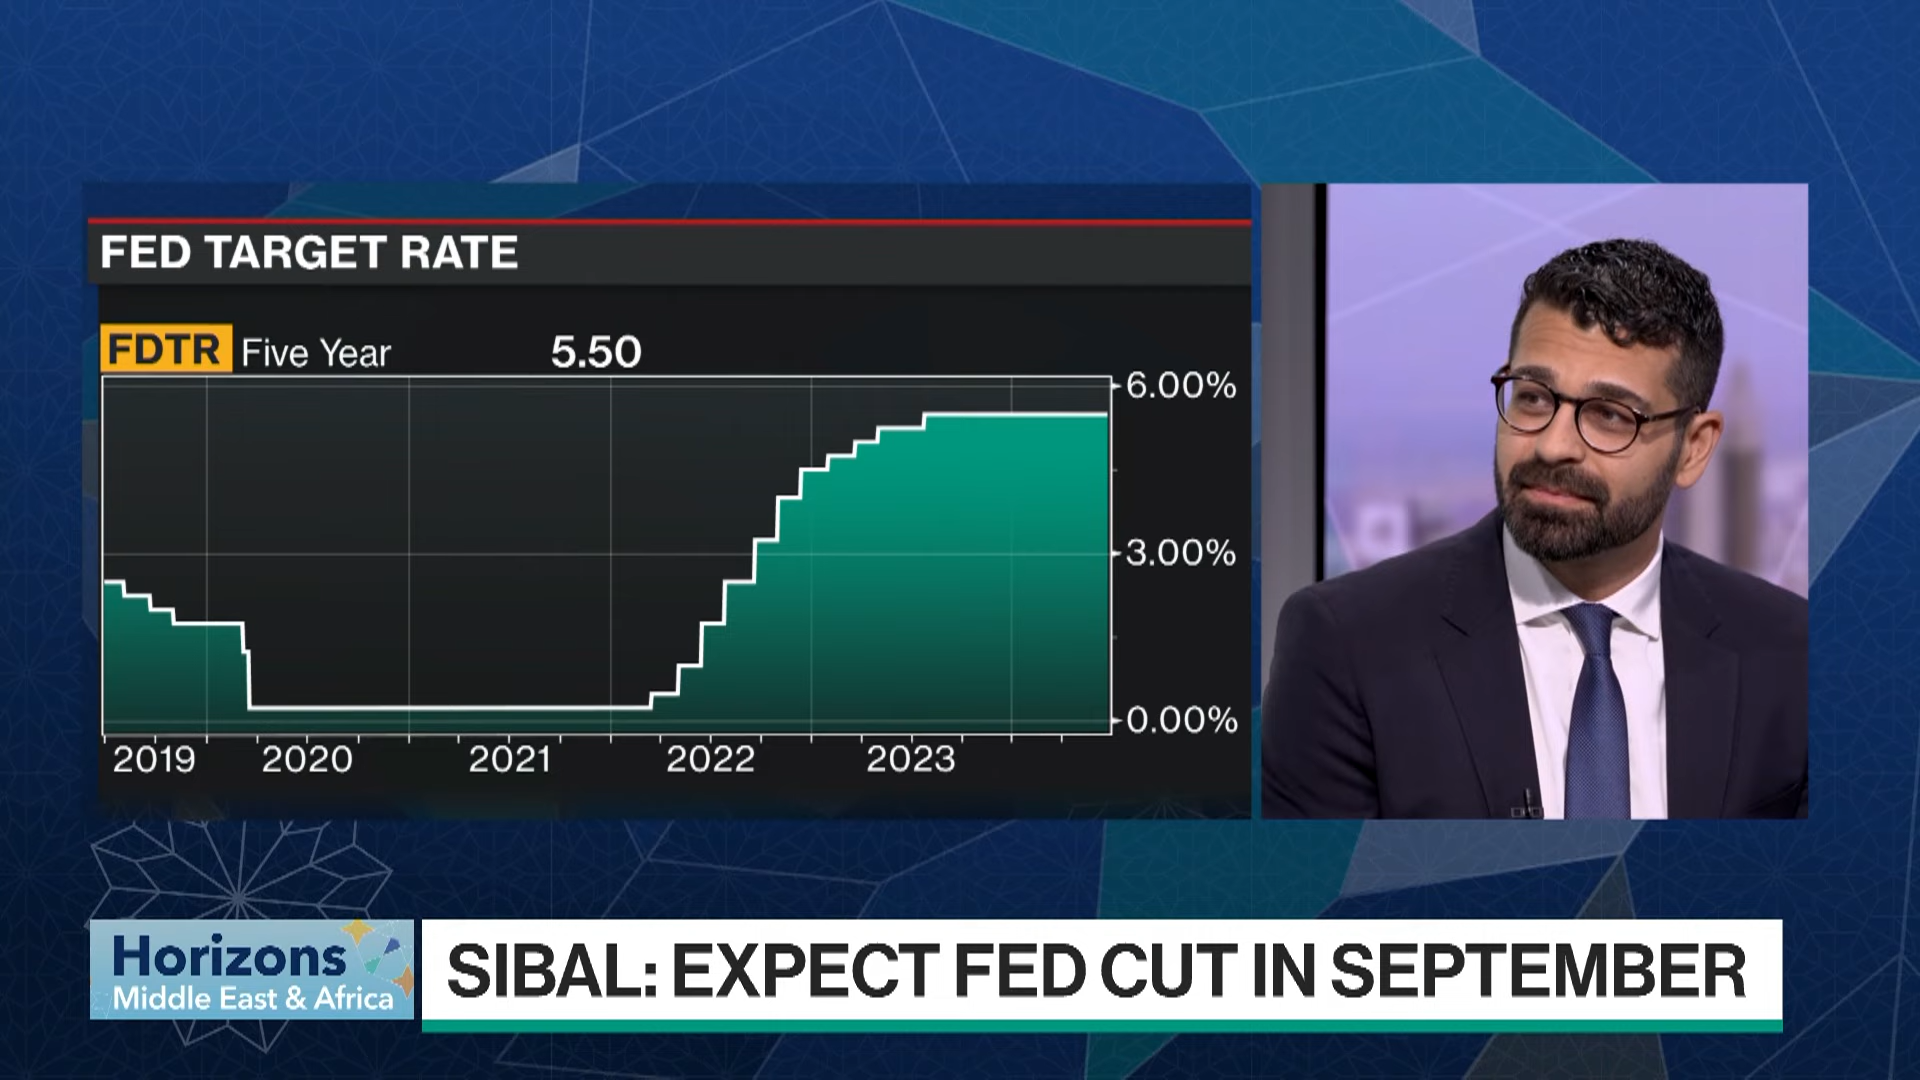 FED TARGET RATE
FDTR Five Year 5.50
6.00%
3.00%
0.00%
2019 2020 2021 2022 2023
Horizons
Middle East & Africa
SIBAL: EXPECT FED CUT IN SEPTEMBER